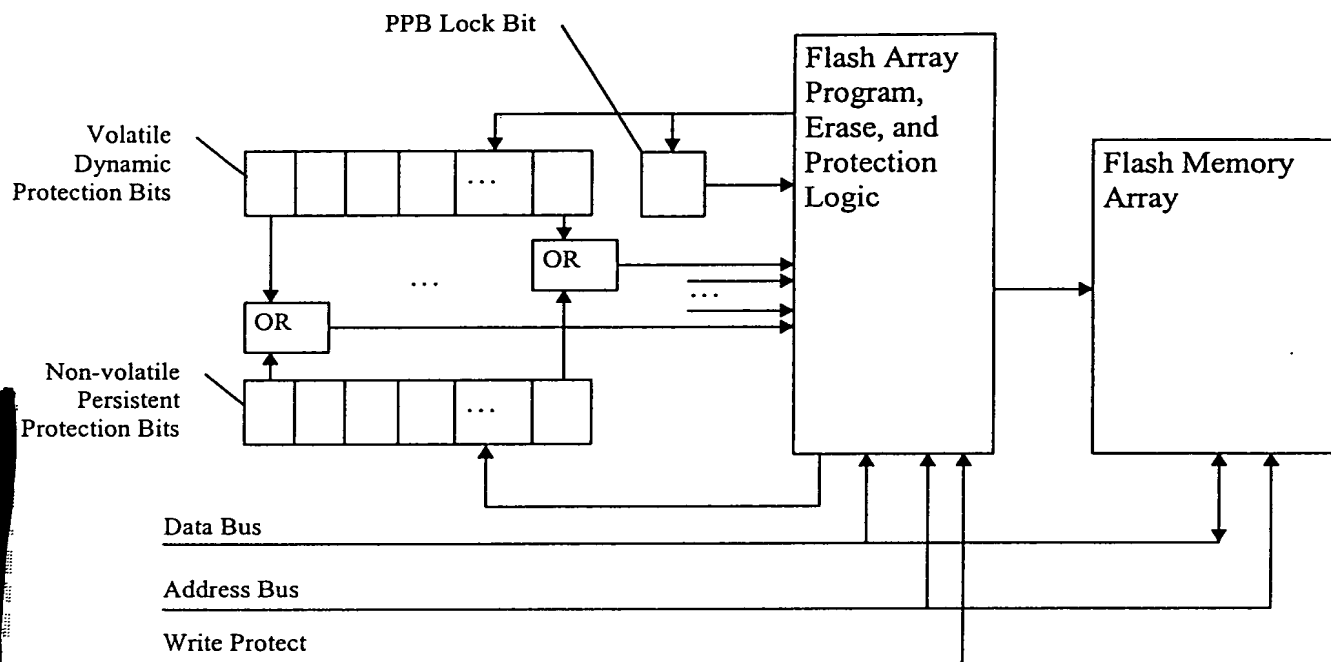 PPB Lock Bit
Flash Array
Program,
Erase, and
Protection
Logic
Flash Memory
Array
Volatile
Dynamic
Protection Bits
...
OR
...
OR
...
Non-volatile
Persistent
Protection Bits
...
Data Bus
Address Bus
Write Protect